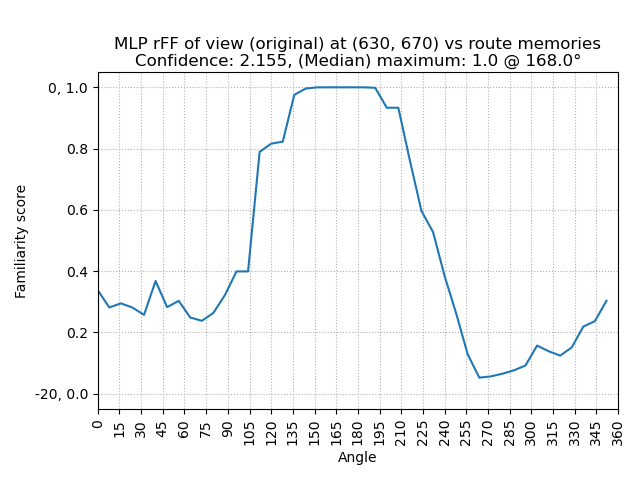 MLP rFF of view (original) at (630, 670) vs route memories
Confidence: 2.155, (Median) maximum: 1.0 @ 168.0°
Familiarity score
0, 1.0
0.8
0.6
0.4
0.2
-20, 0.0
0 15 30 45 60 75 90 105 120 135 150 165 180 195 210 225 240 255 270 285 300 315 330 345 360
Angle